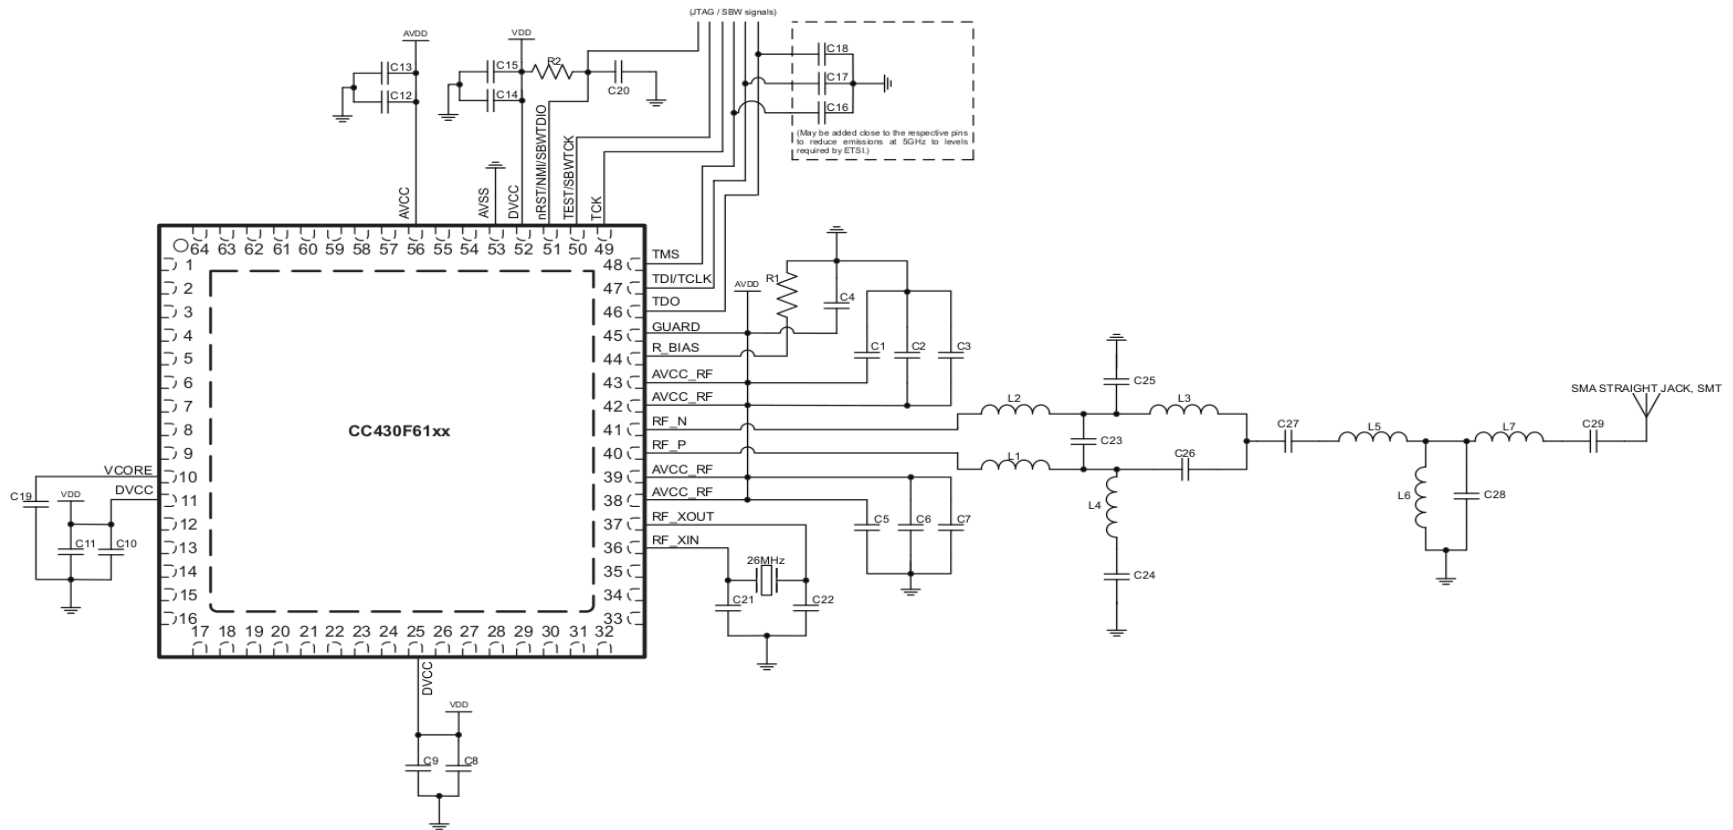 (JTAG / SBW signals)
AVDD
VDD
C13
C12
C15
C14
R2
C20
C18
C17
C16
(May be added close to the respective pins
to reduce emissions at 5GHz to levels
required by ETSI.)
AVCC
AVSS
DVCC
nRST/NMI/SBWTDIO
TEST/SBWTCK
TCK
64 63 62 61 60 59 58 57 56 55 54 53 52 51 50 49
1
2
3
4
5
6
7
8
9
10
11
12
13
14
15
16
CC430F61xx
48
47
46
45
44
43
42
41
40
39
38
37
36
35
34
33
17 18 19 20 21 22 23 24 25 26 27 28 29 30 31 32
TMS
TDI/TCLK
TDO
GUARD
R_BIAS
AVCC_RF
AVCC_RF
RF_N
RF_P
AVCC_RF
AVCC_RF
RF_XOUT
RF_XIN
AVDD
R1
C4
C1
C2
C3
C5
C6
C7
26MHz
C21
C22
L2
L1
C25
C23
L3
C26
L4
C24
C27
L5
L6
C28
L7
C29
SMA STRAIGHT JACK, SMT
VCORE
DVCC
C19
VDD
C11
C10
DVCC
VDD
C9
C8